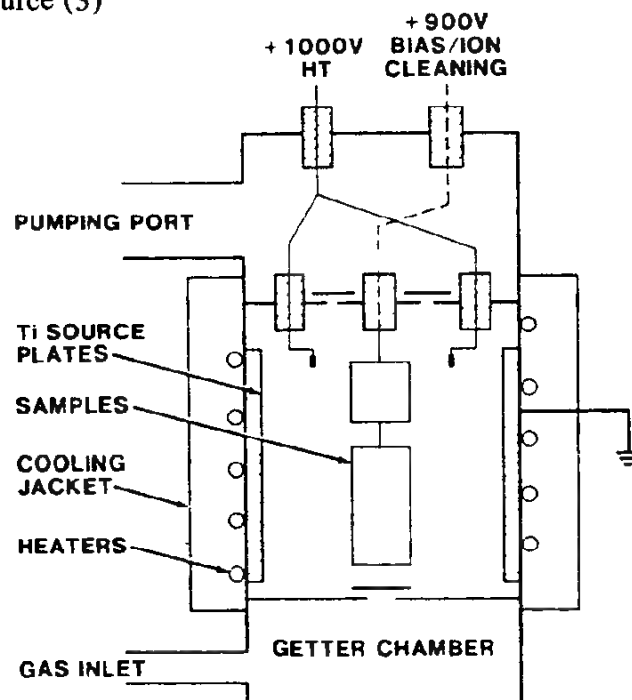 urce (3)
+ 1000V
HT
+ 900V
BIAS/ION
CLEANING
PUMPING PORT
Ti SOURCE
PLATES
SAMPLES
COOLING
JACKET
HEATERS
GETTER CHAMBER
GAS INLET